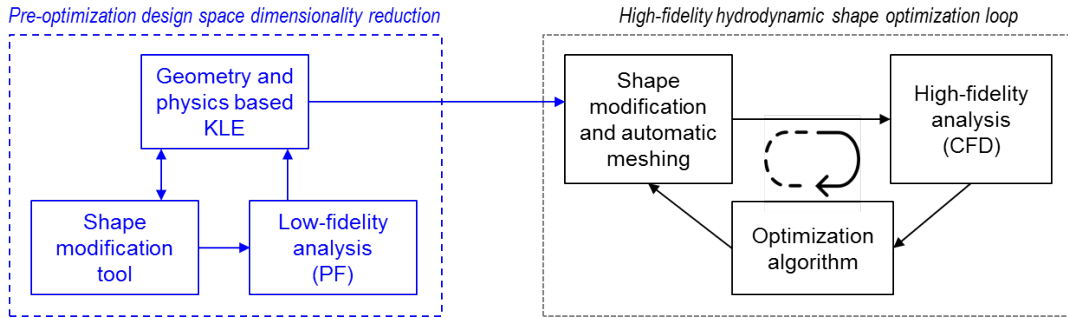 Pre-optimization design space dimensionality reduction
High-fidelity hydrodynamic shape optimization loop
Geometry and
physics based
KLE
Shape
modification
tool
Low-fidelity
analysis
(PF)
Shape
modification
and automatic
meshing
High-fidelity
analysis
(CFD)
Optimization
algorithm